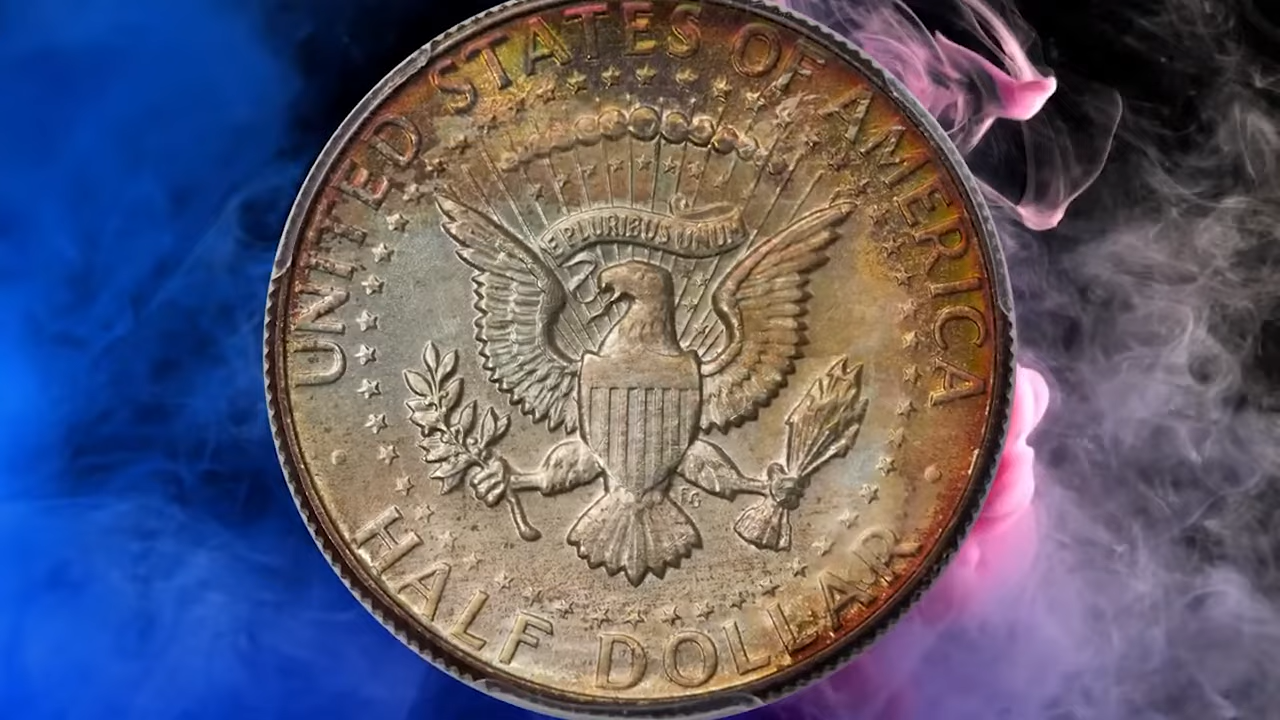 UNITED STATES OF AMERICA
E PLURIBUS UNUM
FG
HALF DOLLAR